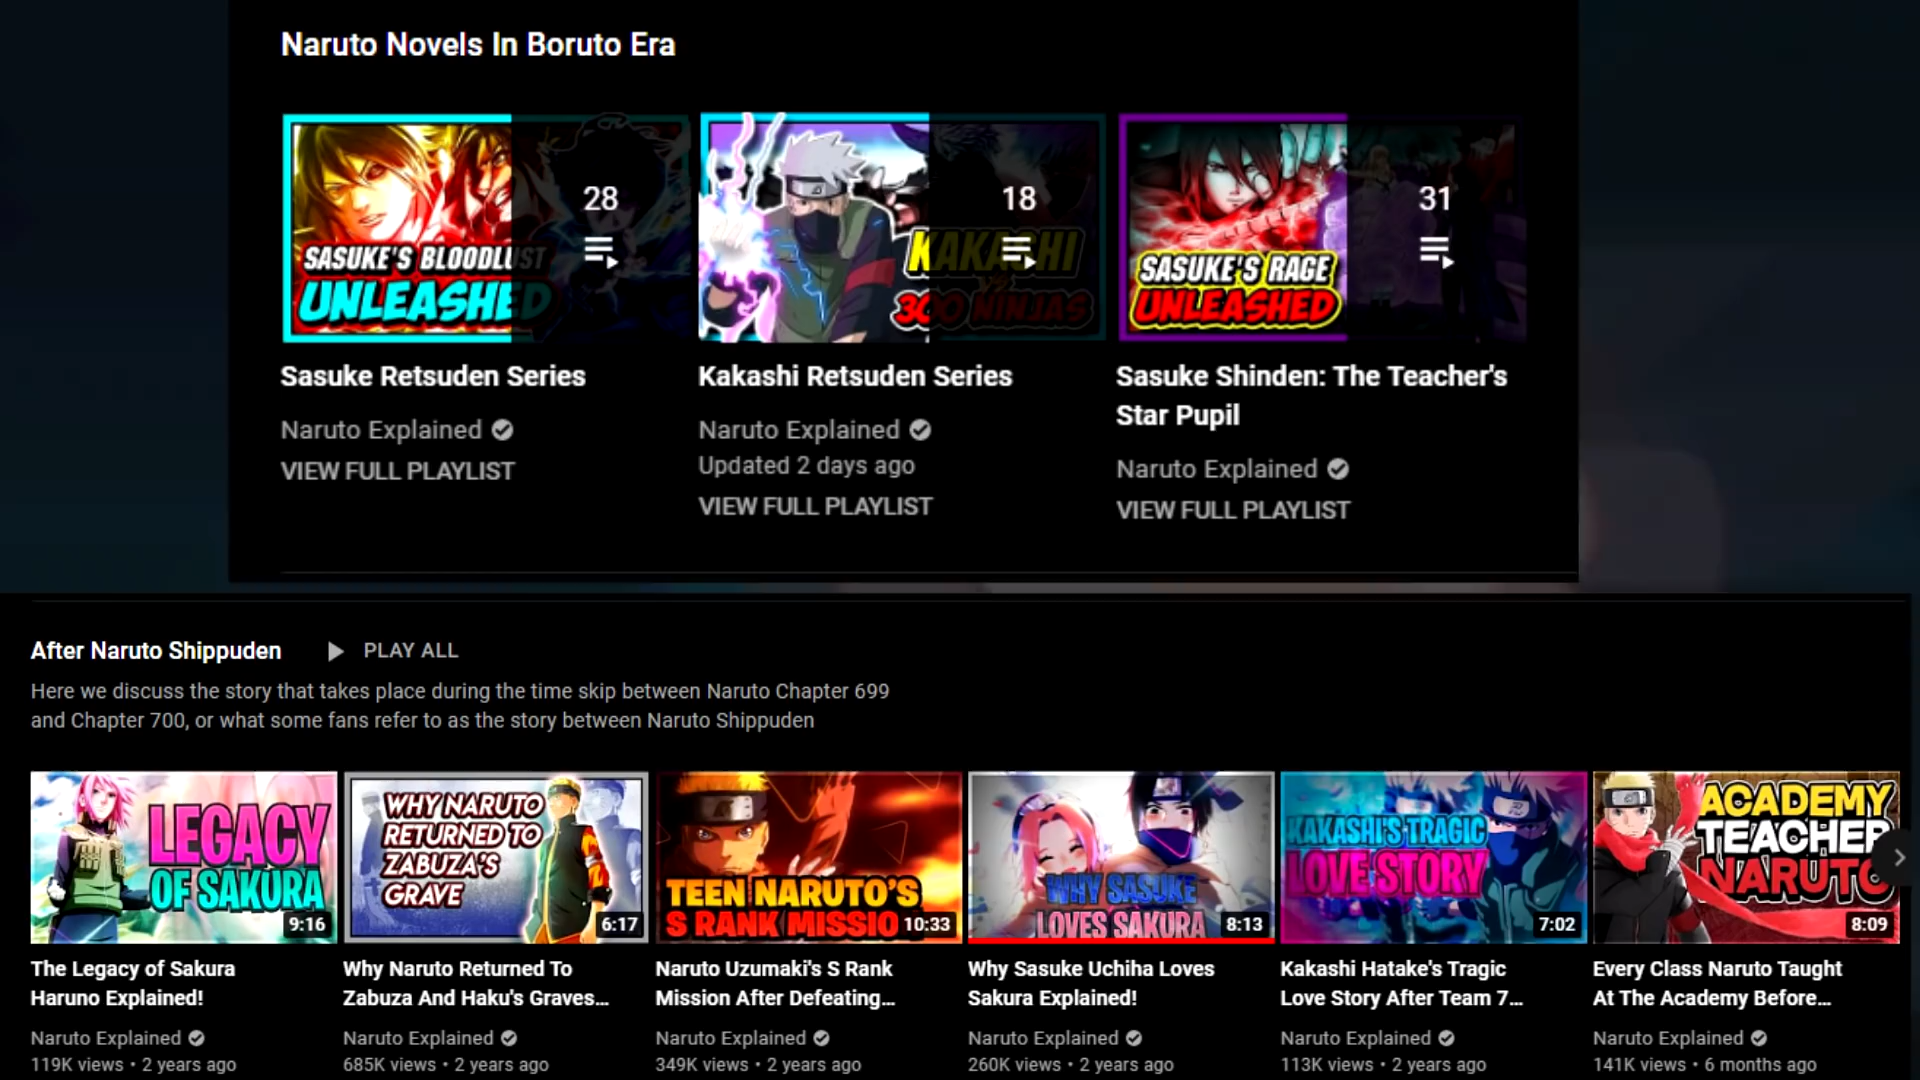 Naruto Novels In Boruto Era
28
SASUKE'S BLOODLUST
UNLEASHED
Sasuke Retsuden Series
Naruto Explained
VIEW FULL PLAYLIST
18
KAKASHI
VS
300 NINJAS
Kakashi Retsuden Series
Naruto Explained
Updated 2 days ago
VIEW FULL PLAYLIST
31
SASUKE'S RAGE
UNLEASHED
Sasuke Shinden: The Teacher's
Star Pupil
Naruto Explained
VIEW FULL PLAYLIST
After Naruto Shippuden
PLAY ALL
Here we discuss the story that takes place during the time skip between Naruto Chapter 699
and Chapter 700, or what some fans refer to as the story between Naruto Shippuden
LEGACY
OF SAKURA
9:16
The Legacy of Sakura
Haruno Explained!
Naruto Explained
119K views • 2 years ago
WHY NARUTO
RETURNED TO
ZABUZA'S
GRAVE
6:17
Why Naruto Returned To
Zabuza And Haku's Graves...
Naruto Explained
685K views • 2 years ago
TEEN NARUTO'S
S RANK MISSIO
10:33
Naruto Uzumaki's S Rank
Mission After Defeating...
Naruto Explained
349K views • 2 years ago
WHY SASUKE
LOVES SAKURA
8:13
Why Sasuke Uchiha Loves
Sakura Explained!
Naruto Explained
260K views • 2 years ago
KAKASHI'S TRAGIC
LOVE STORY
7:02
Kakashi Hatake's Tragic
Love Story After Team 7...
Naruto Explained
113K views • 2 years ago
ACADEMY
TEACHER
NARUTO
8:09
Every Class Naruto Taught
At The Academy Before...
Naruto Explained
141K views • 6 months ago